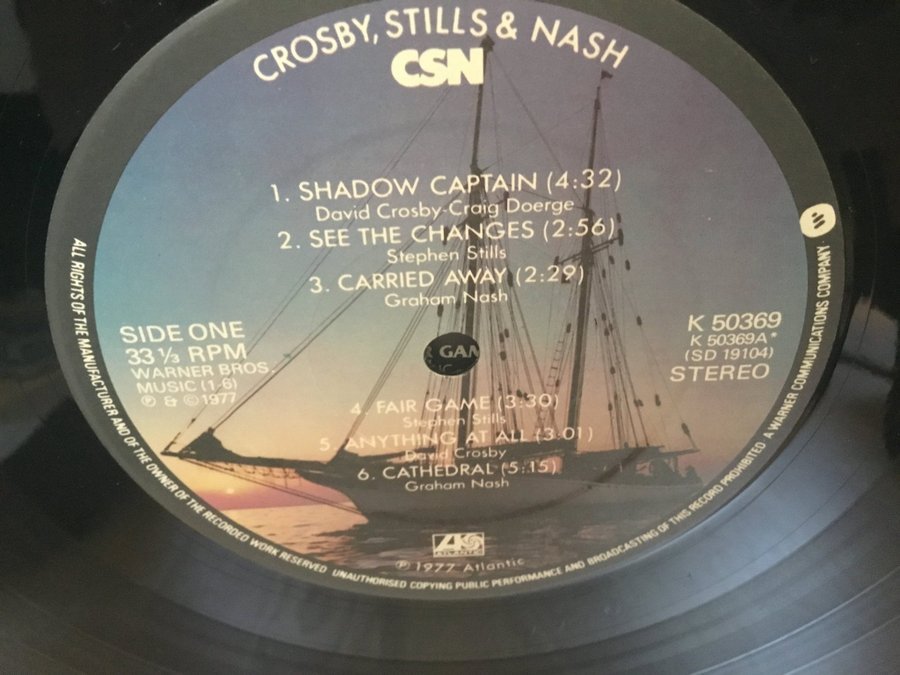 CROSBY, STILLS & NASH
CSN
1. SHADOW CAPTAIN (4:32)
David Crosby-Craig Doerge
2. SEE THE CHANGES (2:56)
Stephen Stills
3. CARRIED AWAY (2:29)
Graham Nash
SIDE ONE
33 ⅓ RPM
WARNER BROS.
MUSIC (1-6)
℗ & © 1977
K 50369
K 50369A*
(SD 19104)
STEREO
GAM
4. FAIR GAME (3:30)
Stephen Stills
5. ANYTHING AT ALL (3:01)
David Crosby
6. CATHEDRAL (5:15)
Graham Nash
ATLANTIC
℗ 1977 Atlantic
ALL RIGHTS OF THE MANUFACTURER AND OF THE OWNER OF THE RECORDED WORK RESERVED UNAUTHORISED COPYING PUBLIC PERFORMANCE AND BROADCASTING OF THIS RECORD PROHIBITED A WARNER COMMUNICATIONS COMPANY